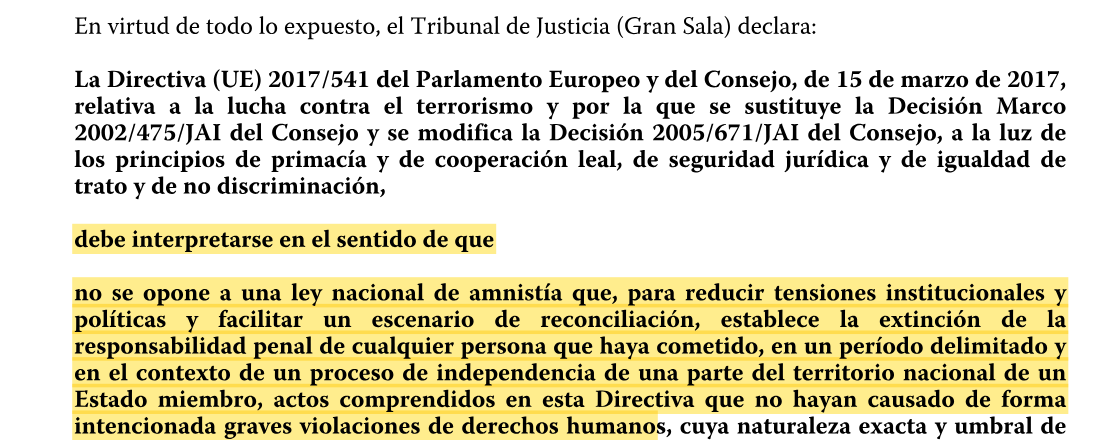 En virtud de todo lo expuesto, el Tribunal de Justicia (Gran Sala) declara:
La Directiva (UE) 2017/541 del Parlamento Europeo y del Consejo, de 15 de marzo de 2017,
relativa a la lucha contra el terrorismo y por la que se sustituye la Decisión Marco
2002/475/JAI del Consejo y se modifica la Decisión 2005/671/JAI del Consejo, a la luz de
los principios de primacía y de cooperación leal, de seguridad jurídica y de igualdad de
trato y de no discriminación,
debe interpretarse en el sentido de que
no se opone a una ley nacional de amnistía que, para reducir tensiones institucionales y
políticas y facilitar un escenario de reconciliación, establece la extinción de la
responsabilidad penal de cualquier persona que haya cometido, en un período delimitado y
en el contexto de un proceso de independencia de una parte del territorio nacional de un
Estado miembro, actos comprendidos en esta Directiva que no hayan causado de forma
intencionada graves violaciones de derechos humanos, cuya naturaleza exacta y umbral de